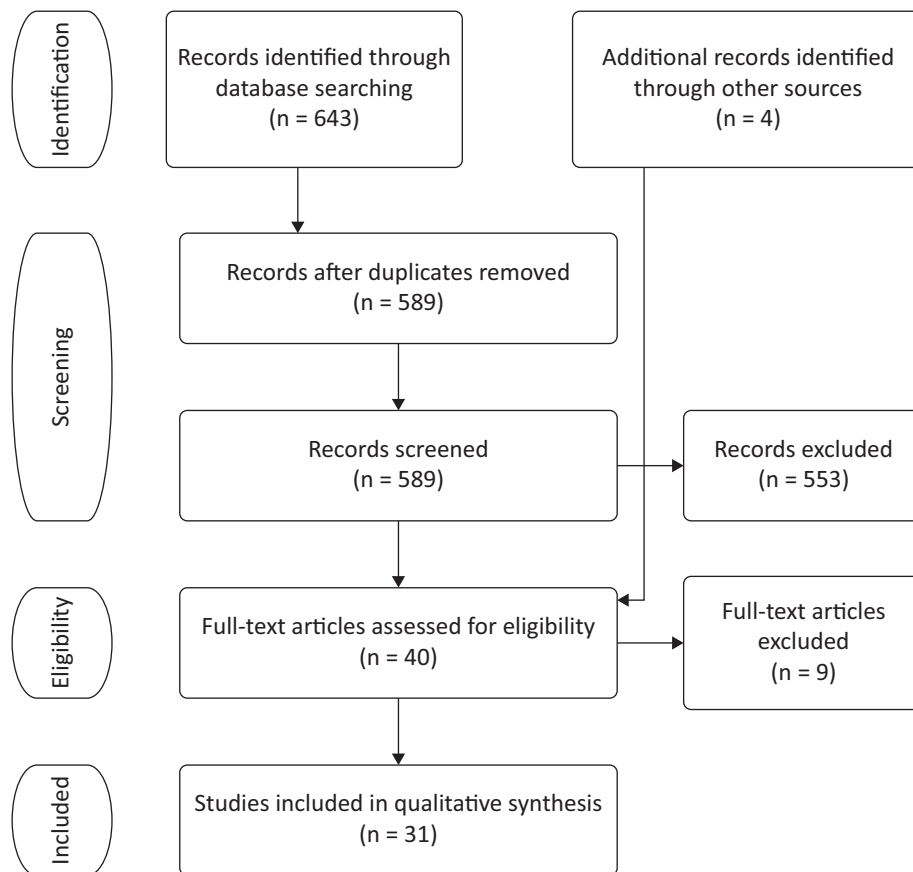 Identification
Records identified through
database searching
(n = 643)
Additional records identified
through other sources
(n = 4)
Screening
Records after duplicates removed
(n = 589)
Records screened
(n = 589)
Records excluded
(n = 553)
Eligibility
Full-text articles assessed for eligibility
(n = 40)
Full-text articles
excluded
(n = 9)
Included
Studies included in qualitative synthesis
(n = 31)